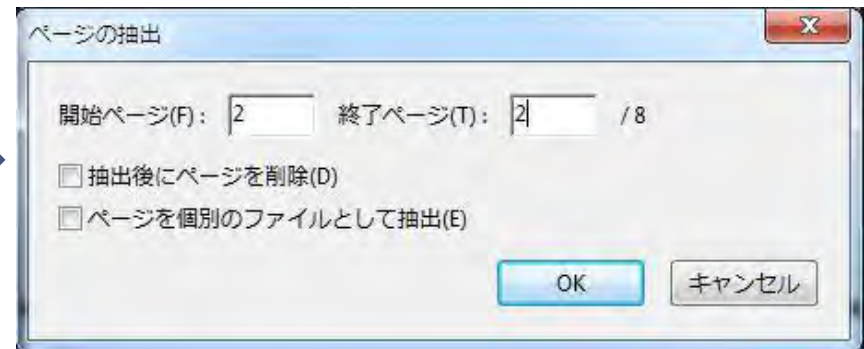 ページの抽出
開始ページ(F): 2 終了ページ(T): 2 / 8
抽出後にページを削除(D)
ページを個別のファイルとして抽出(E)
OK キャンセル